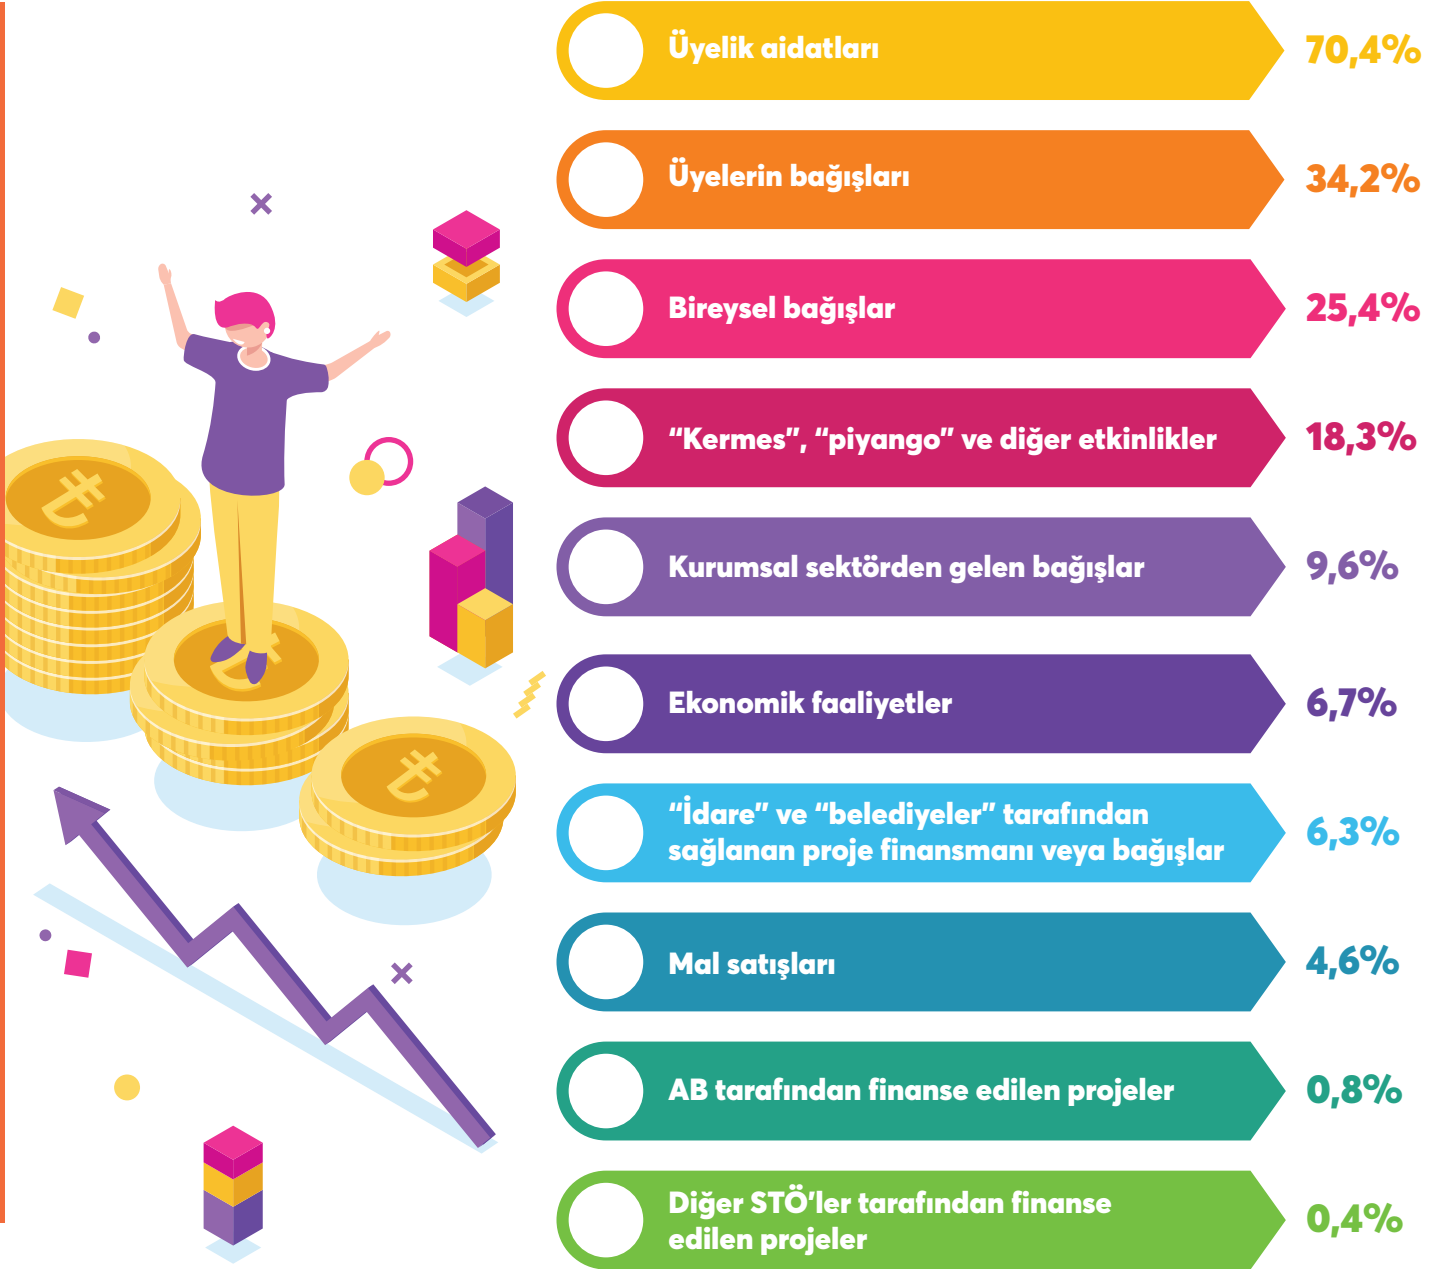 Üyelik aidatları 70,4%
Üyelerin bağışları 34,2%
Bireysel bağışlar 25,4%
“Kermes”, “piyango” ve diğer etkinlikler 18,3%
Kurumsal sektörden gelen bağışlar 9,6%
Ekonomik faaliyetler 6,7%
“İdare” ve “belediyeler” tarafından
sağlanan proje finansmanı veya bağışlar 6,3%
Mal satışları 4,6%
AB tarafından finanse edilen projeler 0,8%
Diğer STÖ’ler tarafından finanse
edilen projeler 0,4%